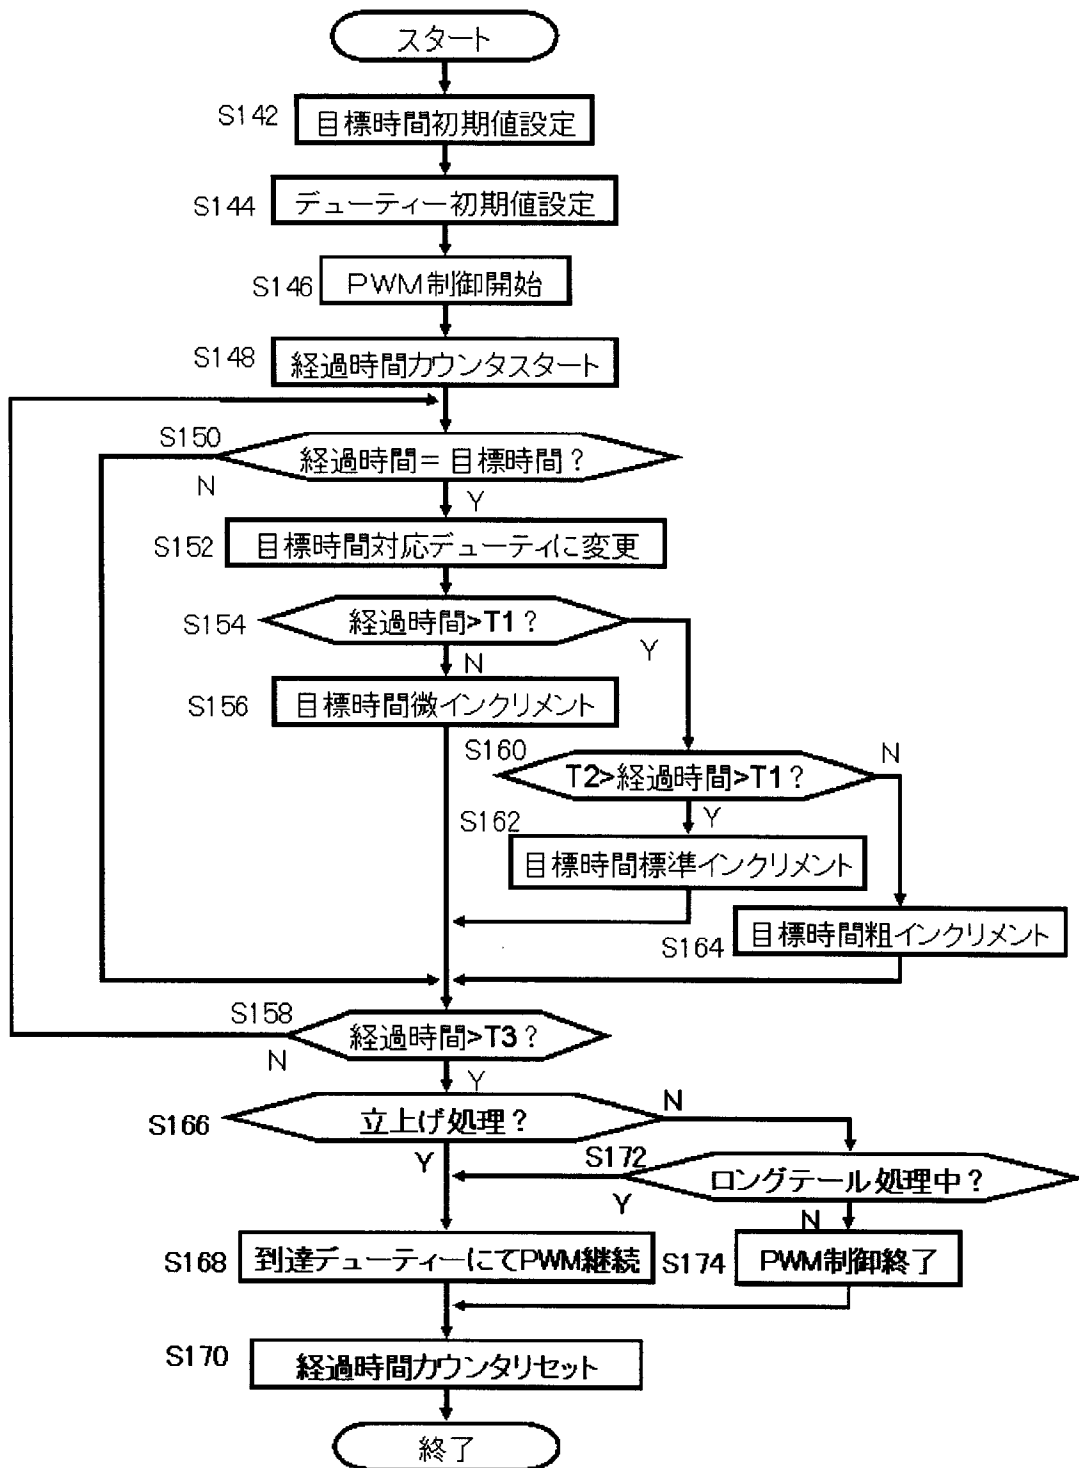 スタート
S142
目標時間初期値設定
S144
デューティー初期値設定
S146
PWM制御開始
S148
経過時間カウンタスタート
S150
経過時間=目標時間?
N
Y
S152
目標時間対応デューティに変更
S154
経過時間>T1?
Y
N
S156
目標時間微インクリメント
S160
T2>経過時間>T1?
N
Y
S162
目標時間標準インクリメント
S164
目標時間粗インクリメント
S158
経過時間>T3?
N
Y
S166
立上げ処理?
N
Y
S172
ロングテール処理中?
Y
N
S168
到達デューティーにてPWM継続
S174
PWM制御終了
S170
経過時間カウンタリセット
終了